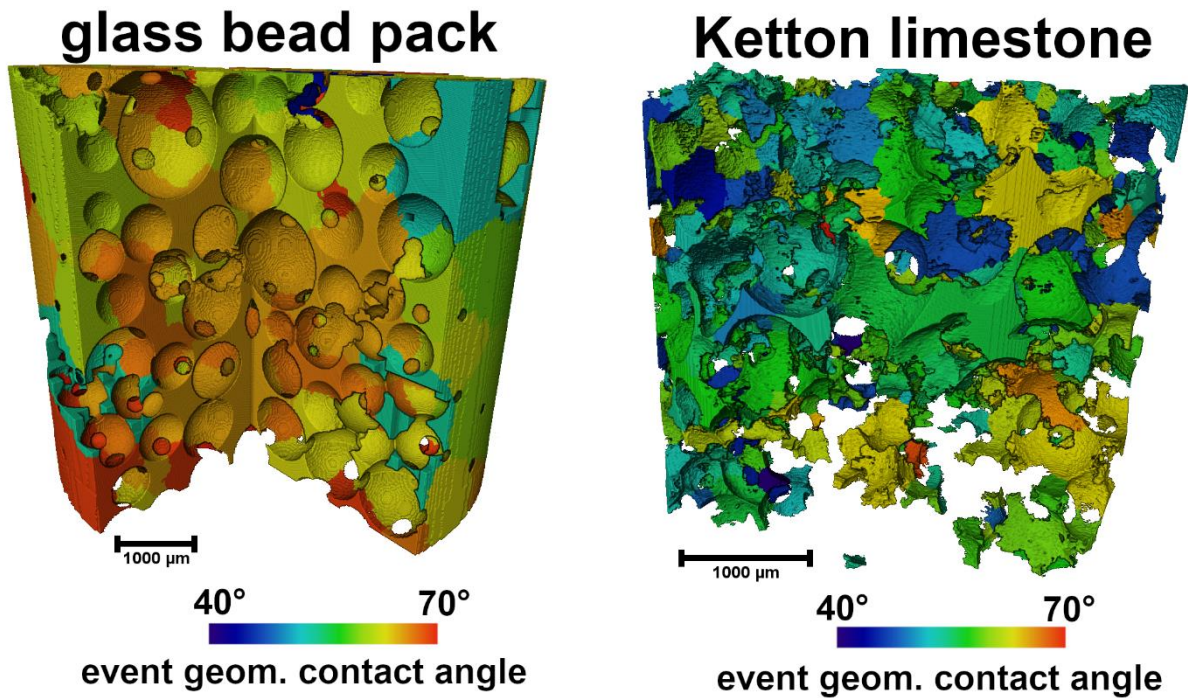 glass bead pack
1000 µm
40° 70°
event geom. contact angle
Ketton limestone
1000 µm
40° 70°
event geom. contact angle